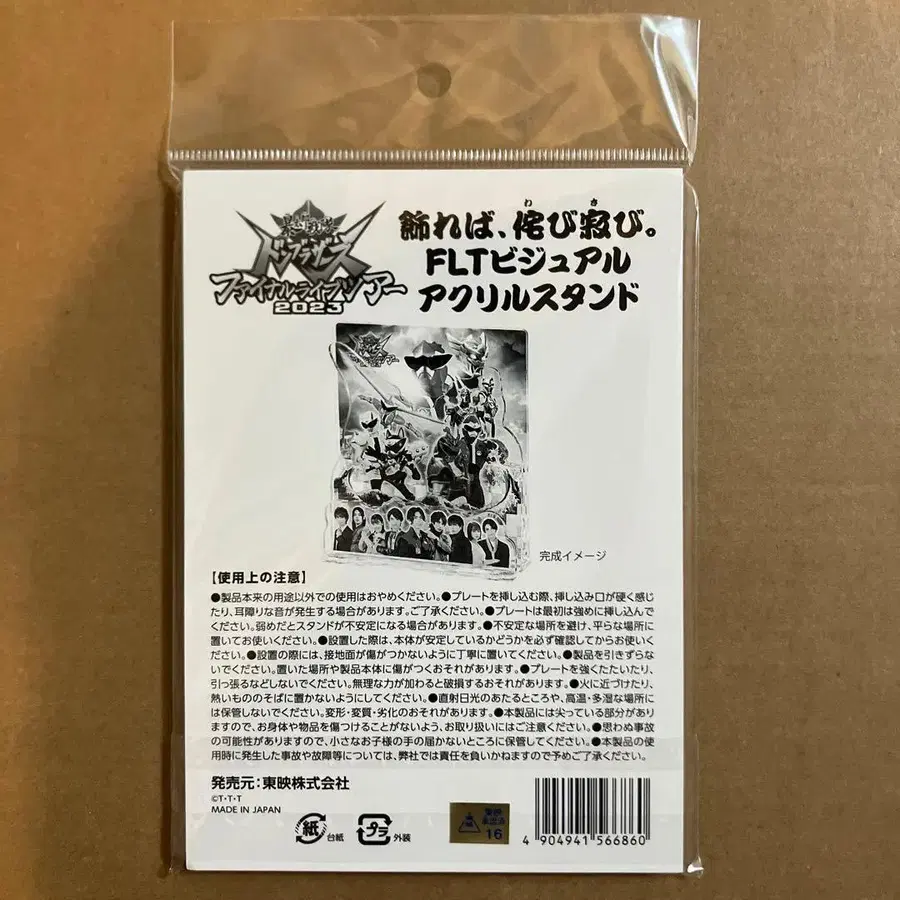 暴太郎戦隊
ドンブラザーズ
ファイナルライブツアー
2023
わ さ
飾れば、侘び寂び。
FLTビジュアル
アクリルスタンド
完成イメージ
【使用上の注意】
●製品本来の用途以外での使用はおやめください。●プレートを挿し込む際、挿し込み口が硬く感じ
たり、耳障りな音が発生する場合があります。ご了承ください。●プレートは最初は強めに挿し込んで
ください。弱めだとスタンドが不安定になる場合があります。●不安定な場所を避け、平らな場所に
置いてお使いください。●設置した際は、本体が安定しているかどうかを必ず確認してからお使いくだ
さい。●設置の際には、接地面が傷がつかないように丁寧に置いてください。●製品を引きずらな
いでください。置いた場所や製品本体に傷がつくおそれがあります。●プレートを強くたたいたり、
引っ張るなどしないでください。無理な力が加わると破損するおそれがあります。●火に近づけたり、
熱いもののそばに置かないようにしてください。●直射日光のあたるところや、高温・多湿な場所に
は保管しないでください。変形・変質・劣化のおそれがあります。●本製品には尖っている部分があり
ますので、お身体や物品を傷つけることがないよう、お取り扱いにはご注意ください。●思わぬ事故
の可能性がありますので、小さなお子様の手の届かないところに保管してください。●本製品の使
用時に発生した事故や故障等については、弊社では責任を負いかねますので予めご了承ください。
発売元：東映株式会社
©T・T・T
MADE IN JAPAN
紙 台紙
プラ 外装
東映
承認済
16
4 904941 566860